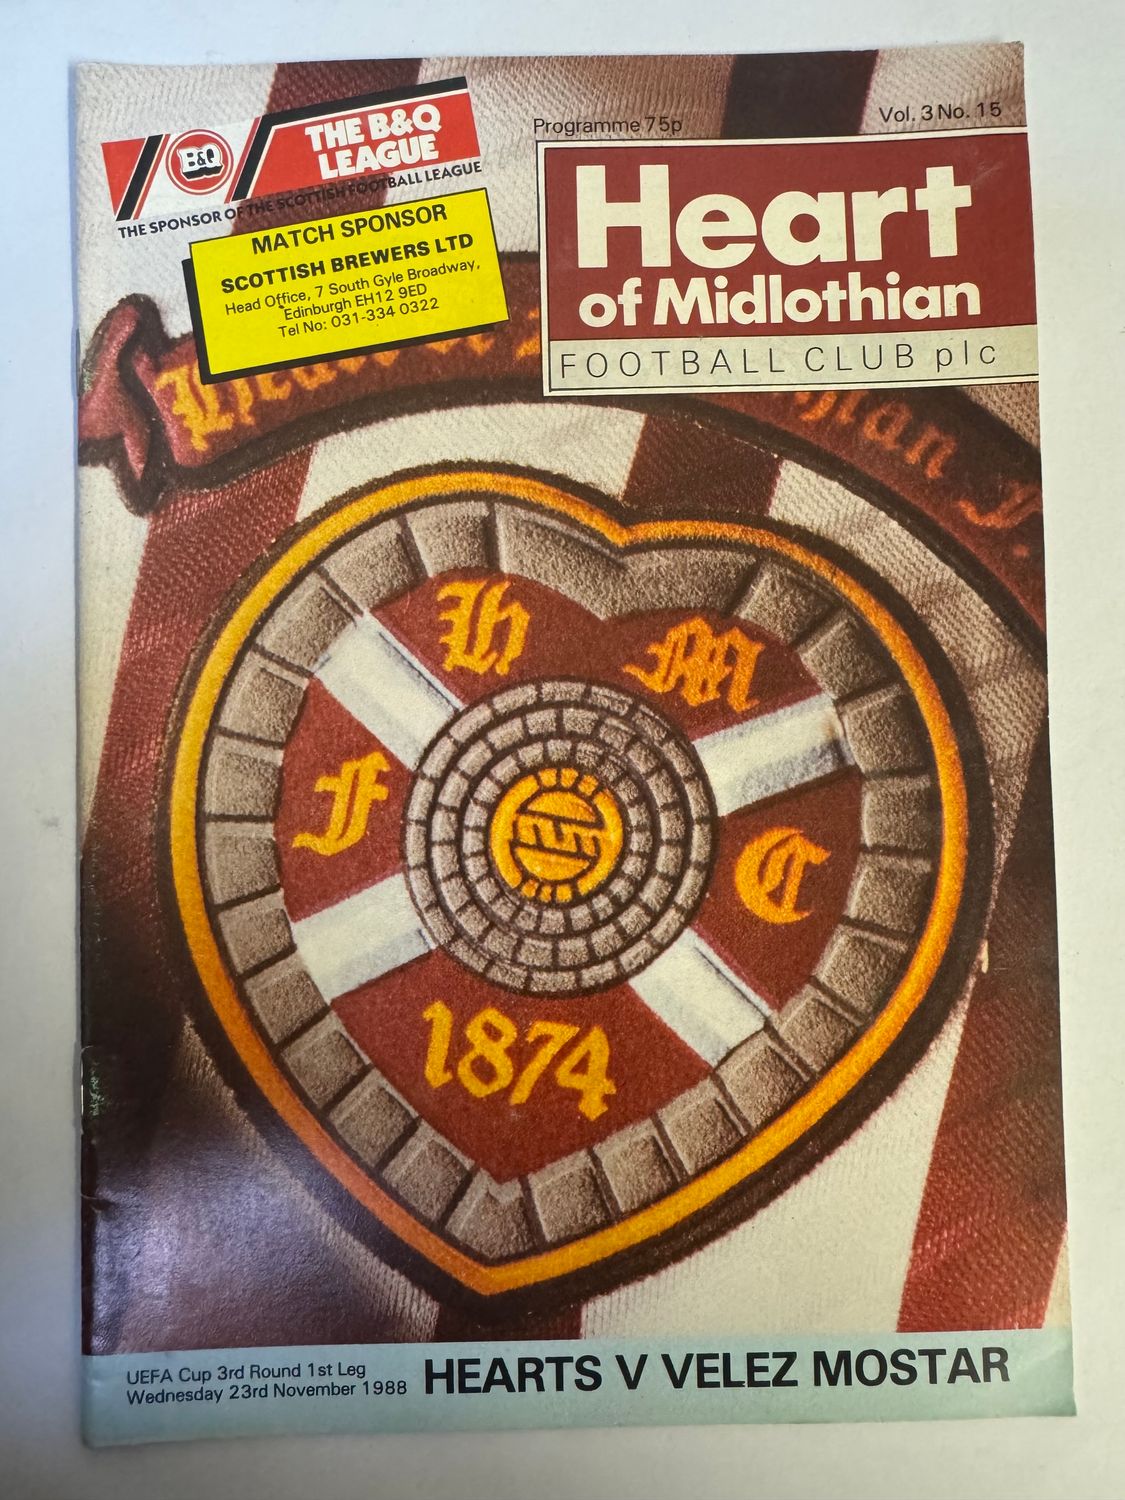 B&Q
THE B&Q
LEAGUE
THE SPONSOR OF THE SCOTTISH FOOTBALL LEAGUE
MATCH SPONSOR
SCOTTISH BREWERS LTD
Head Office, 7 South Gyle Broadway,
Edinburgh EH12 9ED
Tel No: 031-334 0322
Programme 75p
Vol. 3 No. 15
Heart
of Midlothian
FOOTBALL CLUB plc
H M
F C
1874
UEFA Cup 3rd Round 1st Leg
Wednesday 23rd November 1988
HEARTS V VELEZ MOSTAR